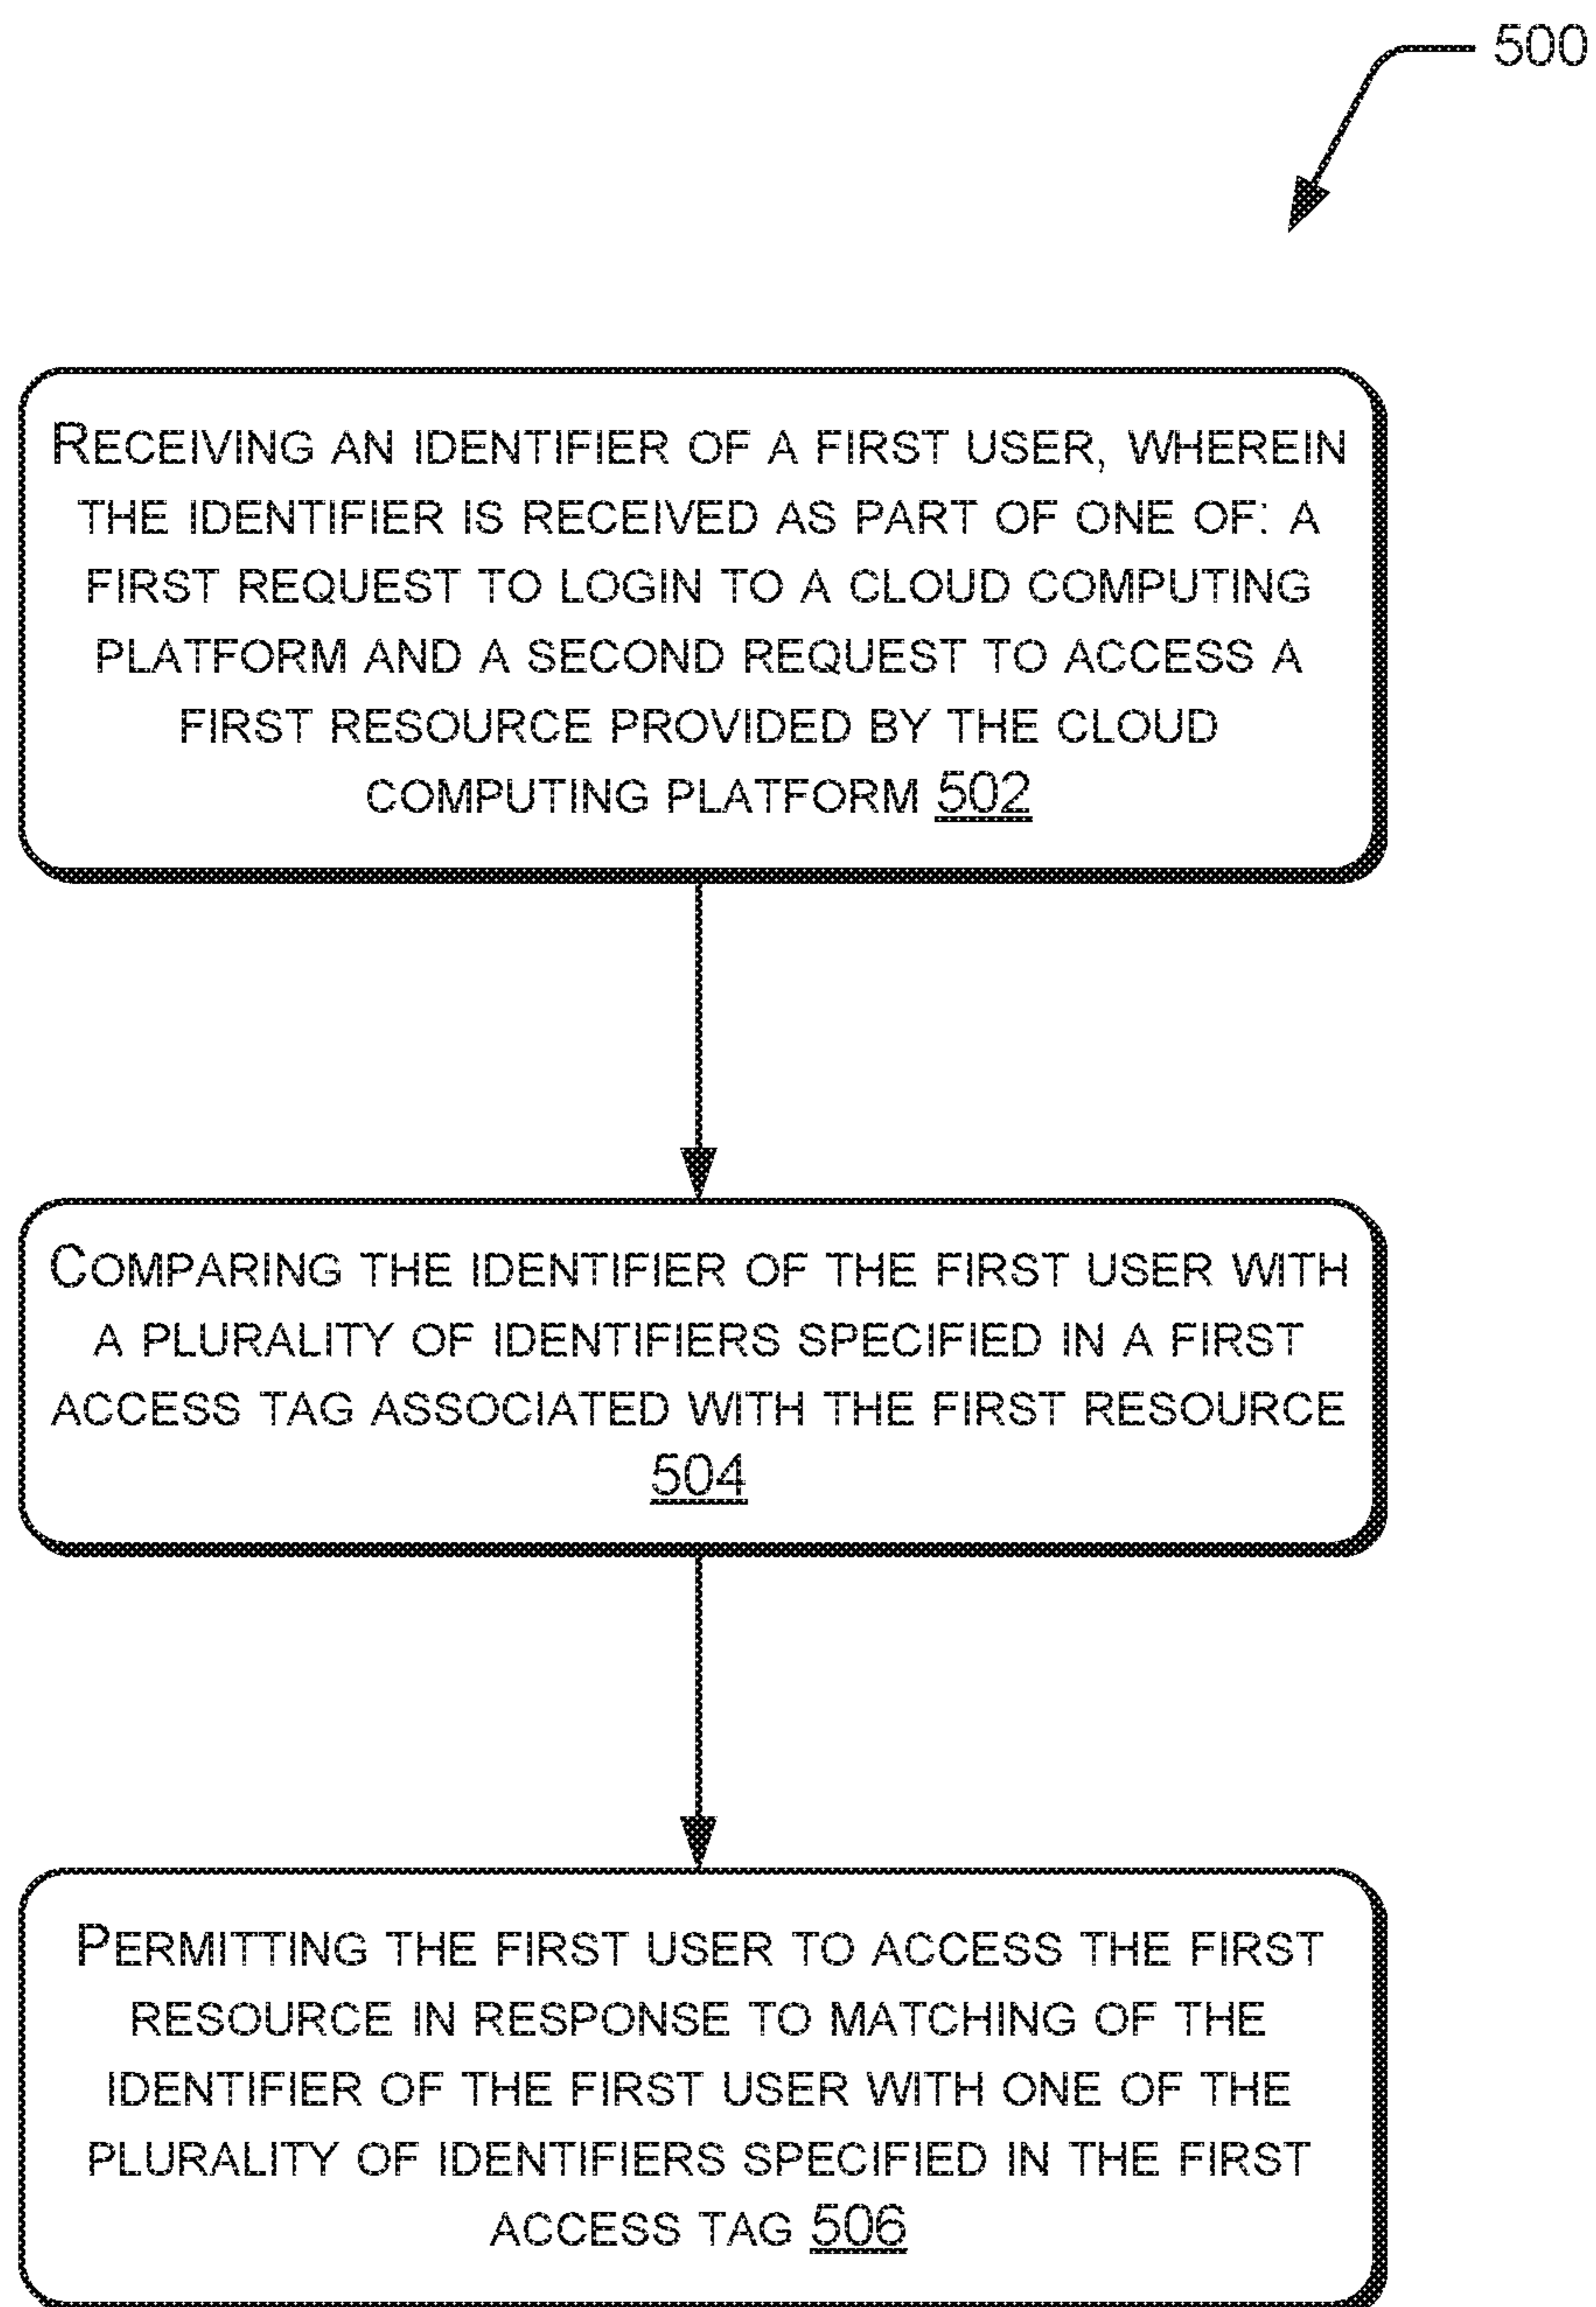 500
RECEIVING AN IDENTIFIER OF A FIRST USER, WHEREIN
THE IDENTIFIER IS RECEIVED AS PART OF ONE OF: A
FIRST REQUEST TO LOGIN TO A CLOUD COMPUTING
PLATFORM AND A SECOND REQUEST TO ACCESS A
FIRST RESOURCE PROVIDED BY THE CLOUD
COMPUTING PLATFORM 502
COMPARING THE IDENTIFIER OF THE FIRST USER WITH
A PLURALITY OF IDENTIFIERS SPECIFIED IN A FIRST
ACCESS TAG ASSOCIATED WITH THE FIRST RESOURCE
504
PERMITTING THE FIRST USER TO ACCESS THE FIRST
RESOURCE IN RESPONSE TO MATCHING OF THE
IDENTIFIER OF THE FIRST USER WITH ONE OF THE
PLURALITY OF IDENTIFIERS SPECIFIED IN THE FIRST
ACCESS TAG 506